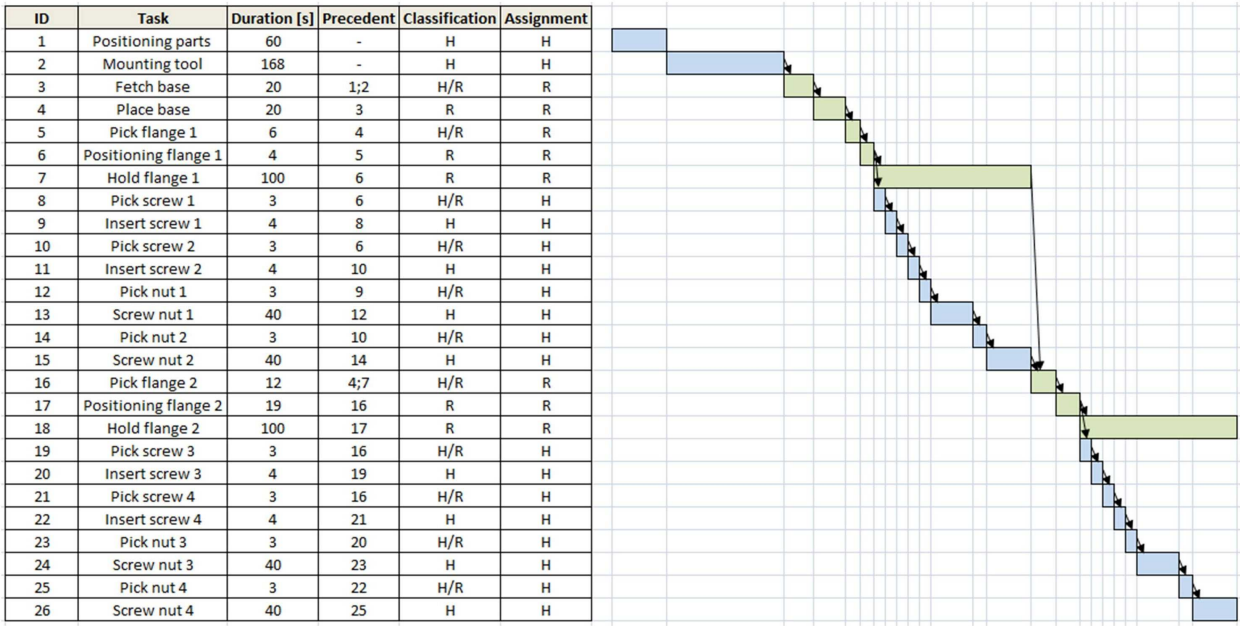 ID Task Duration [s] Precedent Classification Assignment
1 Positioning parts 60 - H H
2 Mounting tool 168 - H H
3 Fetch base 20 1;2 H/R R
4 Place base 20 3 R R
5 Pick flange 1 6 4 H/R R
6 Positioning flange 1 4 5 R R
7 Hold flange 1 100 6 R R
8 Pick screw 1 3 6 H/R H
9 Insert screw 1 4 8 H H
10 Pick screw 2 3 6 H/R H
11 Insert screw 2 4 10 H H
12 Pick nut 1 3 9 H/R H
13 Screw nut 1 40 12 H H
14 Pick nut 2 3 10 H/R H
15 Screw nut 2 40 14 H H
16 Pick flange 2 12 4;7 H/R R
17 Positioning flange 2 19 16 R R
18 Hold flange 2 100 17 R R
19 Pick screw 3 3 16 H/R H
20 Insert screw 3 4 19 H H
21 Pick screw 4 3 16 H/R H
22 Insert screw 4 4 21 H H
23 Pick nut 3 3 20 H/R H
24 Screw nut 3 40 23 H H
25 Pick nut 4 3 22 H/R H
26 Screw nut 4 40 25 H H